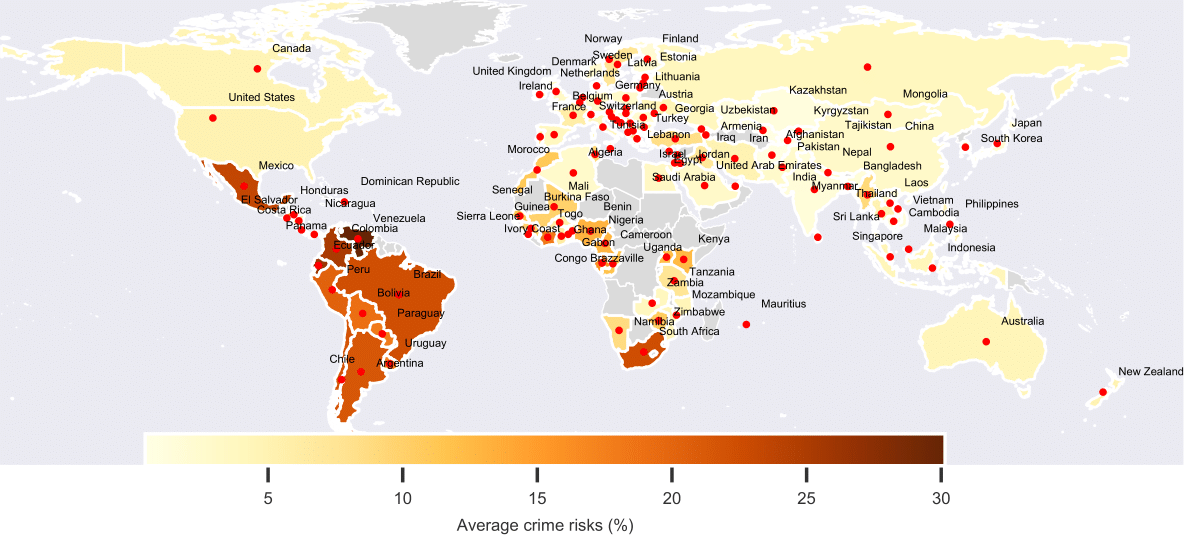 Norway
Finland
Canada
Sweden
Estonia
Denmark
Latvia
United Kingdom
Netherlands
Lithuania
Ireland
Germany
Kazakhstan
Mongolia
United States
Belgium
Austria
France
Switzerland
Georgia
Uzbekistan
Kyrgyzstan
Turkey
Japan
Tunisia
Armenia
Tajikistan
China
Lebanon
Iraq
Iran
Afghanistan
South Korea
Morocco
Algeria
Israel
Jordan
Pakistan
Nepal
Egypt
Mexico
United Arab Emirates
Bangladesh
Saudi Arabia
India
Dominican Republic
Honduras
Senegal
Mali
Myanmar
Laos
El Salvador
Nicaragua
Burkina Faso
Thailand
Vietnam
Philippines
Costa Rica
Guinea
Benin
Cambodia
Sierra Leone
Togo
Sri Lanka
Venezuela
Nigeria
Panama
Colombia
Ivory Coast
Ghana
Cameroon
Malaysia
Ecuador
Gabon
Uganda
Kenya
Singapore
Indonesia
Congo Brazzaville
Peru
Brazil
Tanzania
Zambia
Bolivia
Mozambique
Mauritius
Paraguay
Zimbabwe
Namibia
Australia
South Africa
Uruguay
Chile
Argentina
New Zealand
5 10 15 20 25 30
Average crime risks (%)